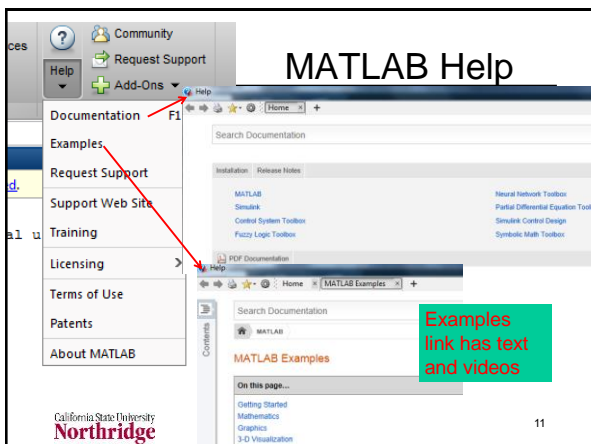 MATLAB Help
ces
Help
Community
Request Support
Add-Ons
Documentation F1
Examples
Request Support
Support Web Site
Training
Licensing
Terms of Use
Patents
About MATLAB
d.
al u
Help
Home × +
Search Documentation
Installation Release Notes
MATLAB
Simulink
Control System Toolbox
Fuzzy Logic Toolbox
Neural Network Toolbox
Partial Differential Equation Tool
Simulink Control Design
Symbolic Math Toolbox
PDF Documentation
Help
Home × MATLAB Examples × +
Contents
Search Documentation
MATLAB
MATLAB Examples
On this page...
Getting Started
Mathematics
Graphics
3-D Visualization
Examples
link has text
and videos
California State University
Northridge
11